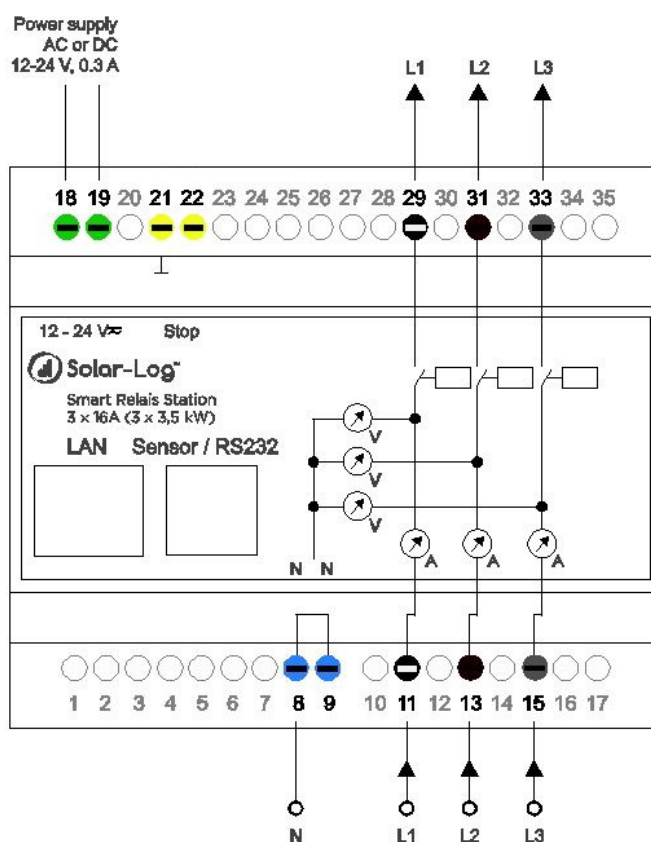 Power supply
AC or DC
12-24 V, 0.3 A
L1 L2 L3
18 19 20 21 22 23 24 25 26 27 28 29 30 31 32 33 34 35
12 - 24 V Stop
Solar-Log™
Smart Relais Station
3 x 16A (3 x 3,5 kW)
LAN Sensor / RS232
V
V
V
A A A
N N
1 2 3 4 5 6 7 8 9 10 11 12 13 14 15 16 17
N L1 L2 L3